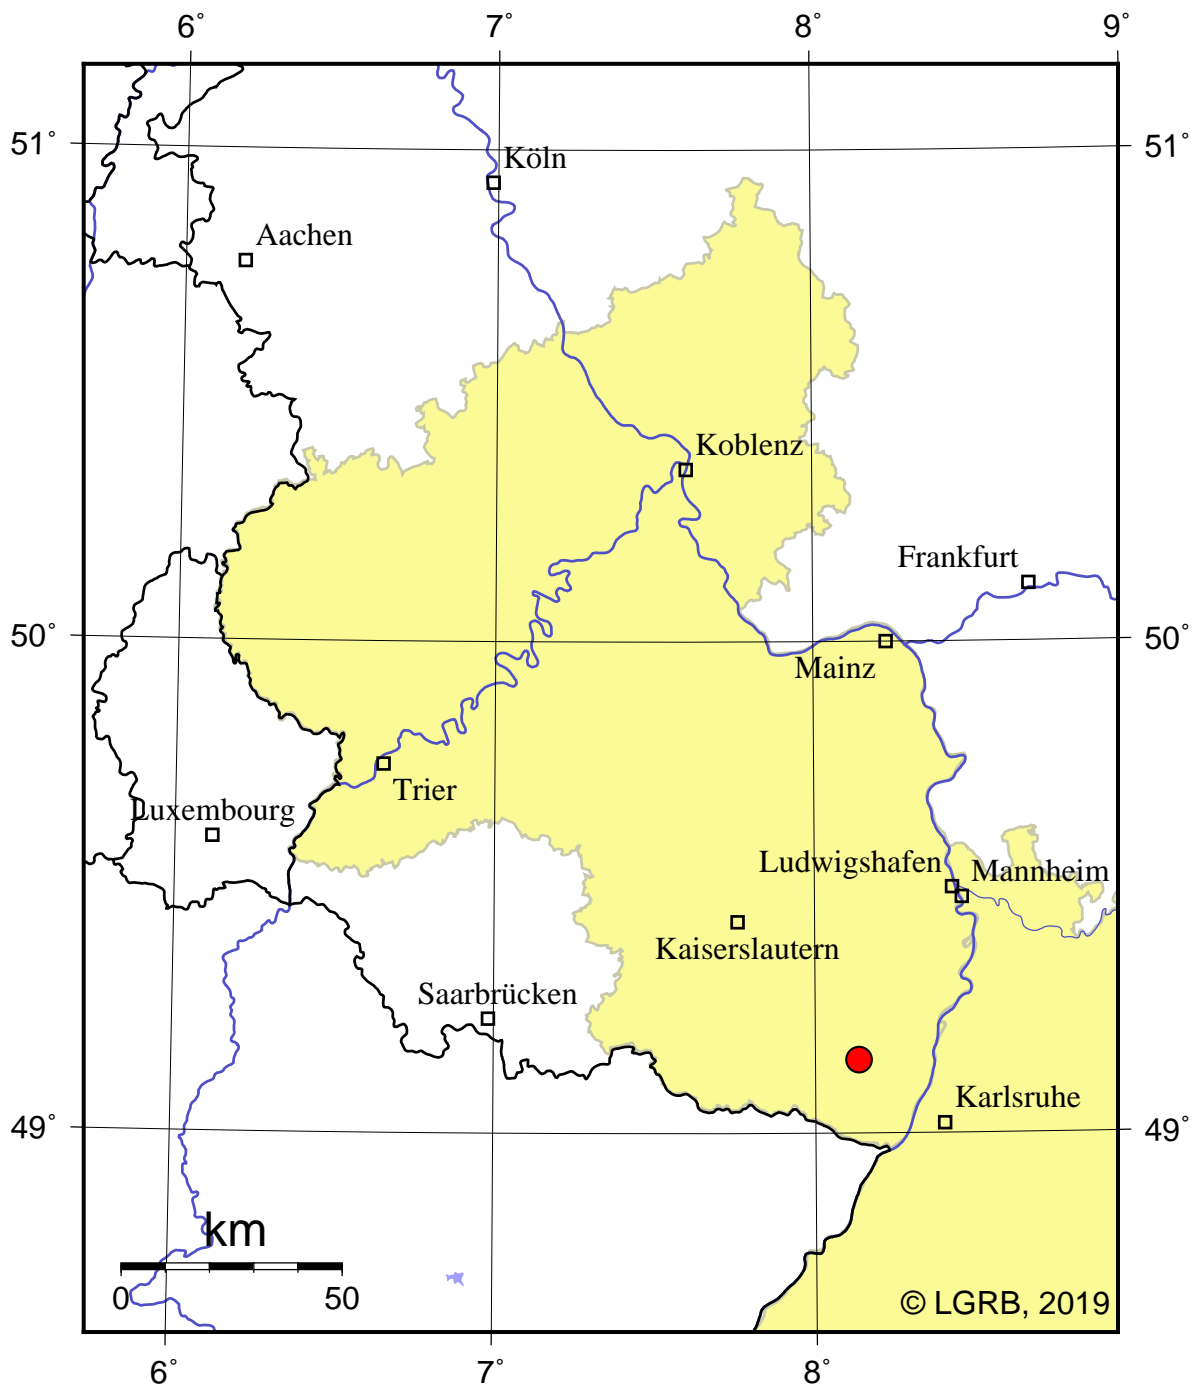 6° 7° 8° 9°
51° 51°
Köln
Aachen
Koblenz
Frankfurt
50° 50°
Mainz
Trier
Luxembourg
Ludwigshafen
Mannheim
Kaiserslautern
Saarbrücken
Karlsruhe
49° 49°
km
0 50
© LGRB, 2019
6° 7° 8°